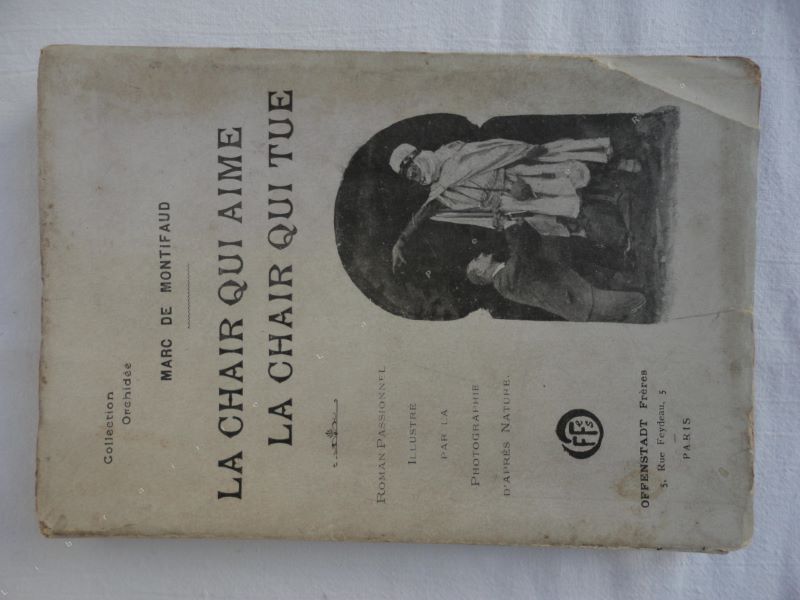 Collection
Orchidée
MARC DE MONTIFAUD
LA CHAIR QUI AIME
LA CHAIR QUI TUE
ROMAN PASSIONNEL
ILLUSTRÉ
PAR LA
PHOTOGRAPHIE
D'APRÈS NATURE.
OFFENSTADT Frères
5, Rue Feydeau, 5
PARIS